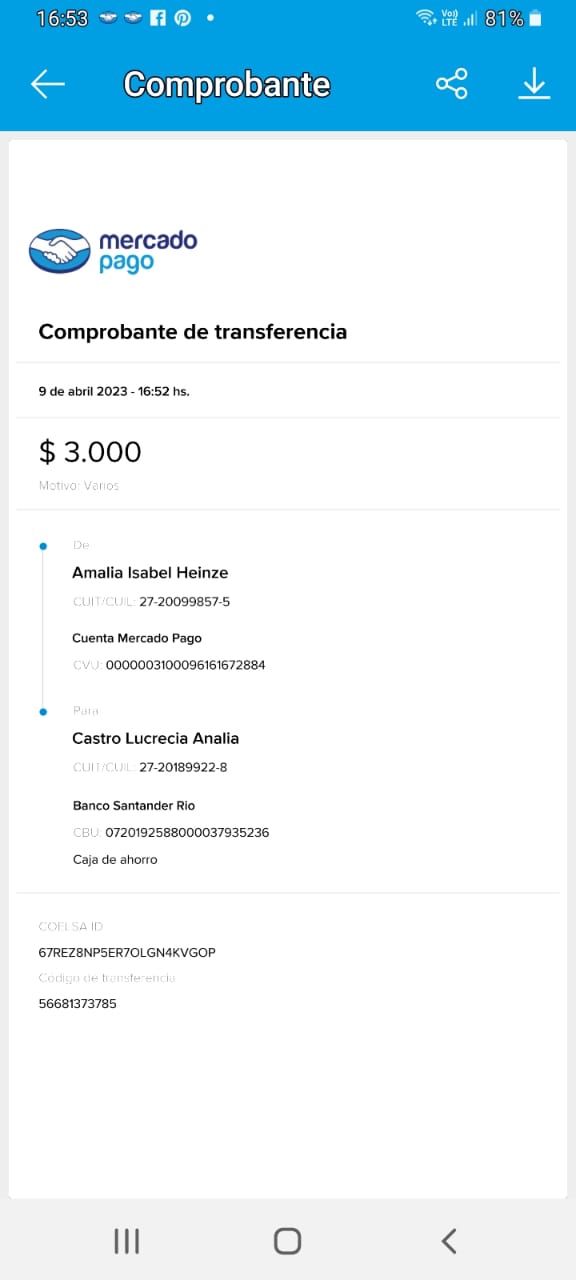 16:53
Vo))
LTE
81%
Comprobante
mercado
pago
Comprobante de transferencia
9 de abril 2023 - 16:52 hs.
$ 3.000
Motivo: Varios
De
Amalia Isabel Heinze
CUIT/CUIL: 27-20099857-5
Cuenta Mercado Pago
CVU: 0000003100096161672884
Para
Castro Lucrecia Analia
CUIT/CUIL: 27-20189922-8
Banco Santander Rio
CBU: 0720192588000037935236
Caja de ahorro
COELSA ID
67REZ8NP5ER7OLGN4KVGOP
Código de transferencia
56681373785